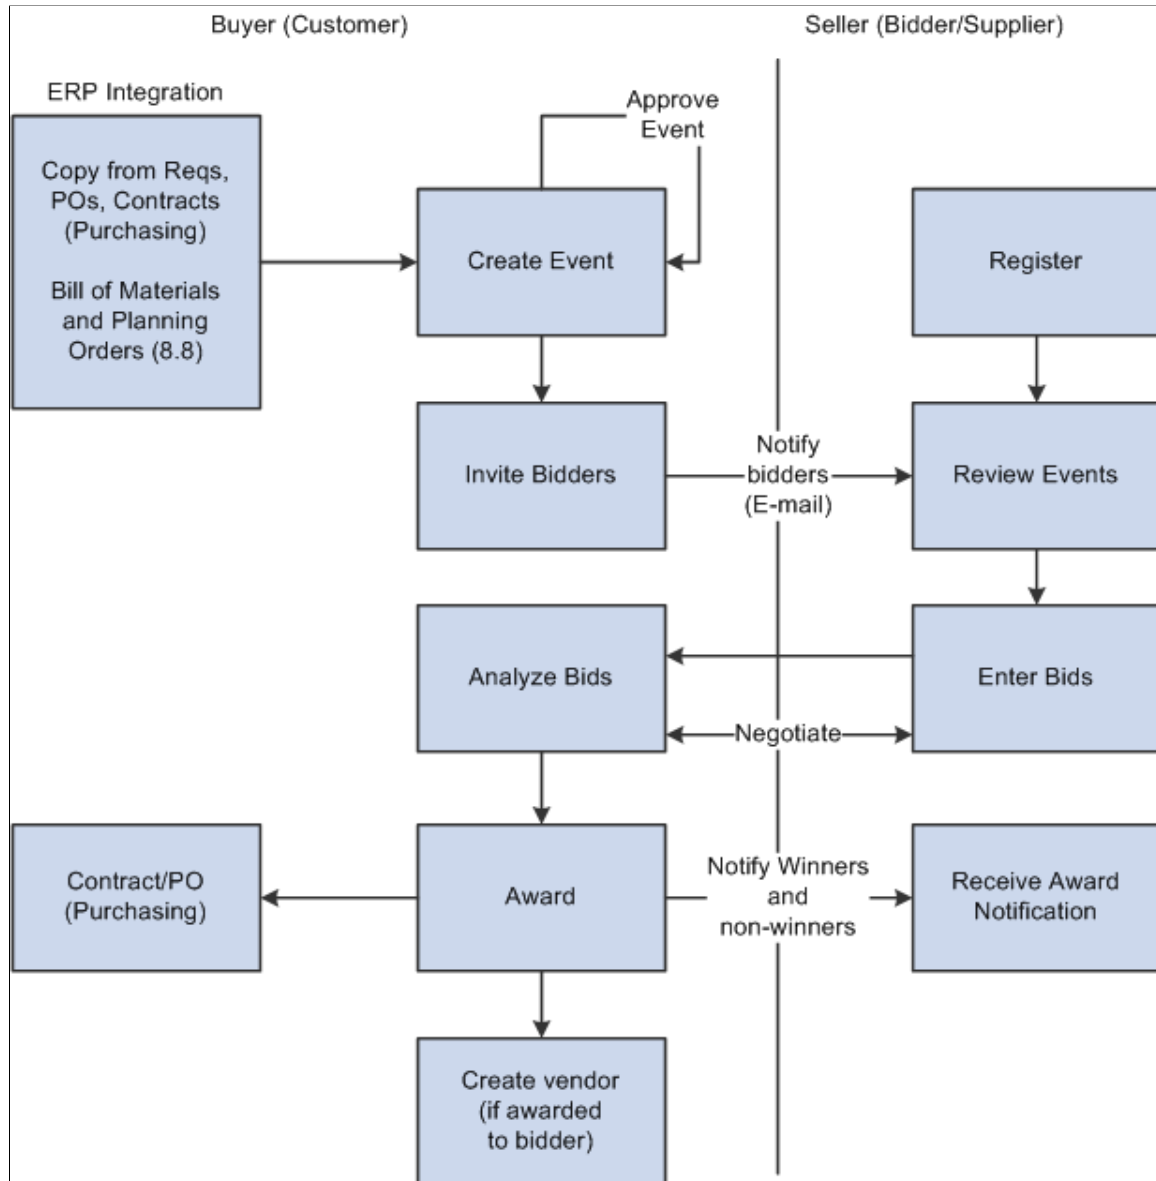 Buyer (Customer)
Seller (Bidder/Supplier)
ERP Integration
Copy from Reqs,
POs, Contracts
(Purchasing)
Bill of Materials
and Planning
Orders (8.8)
Approve
Event
Create Event
Register
Invite Bidders
Notify
bidders
(E-mail)
Review Events
Analyze Bids
Enter Bids
Negotiate
Contract/PO
(Purchasing)
Award
Notify Winners
and
non-winners
Receive Award
Notification
Create vendor
(if awarded
to bidder)